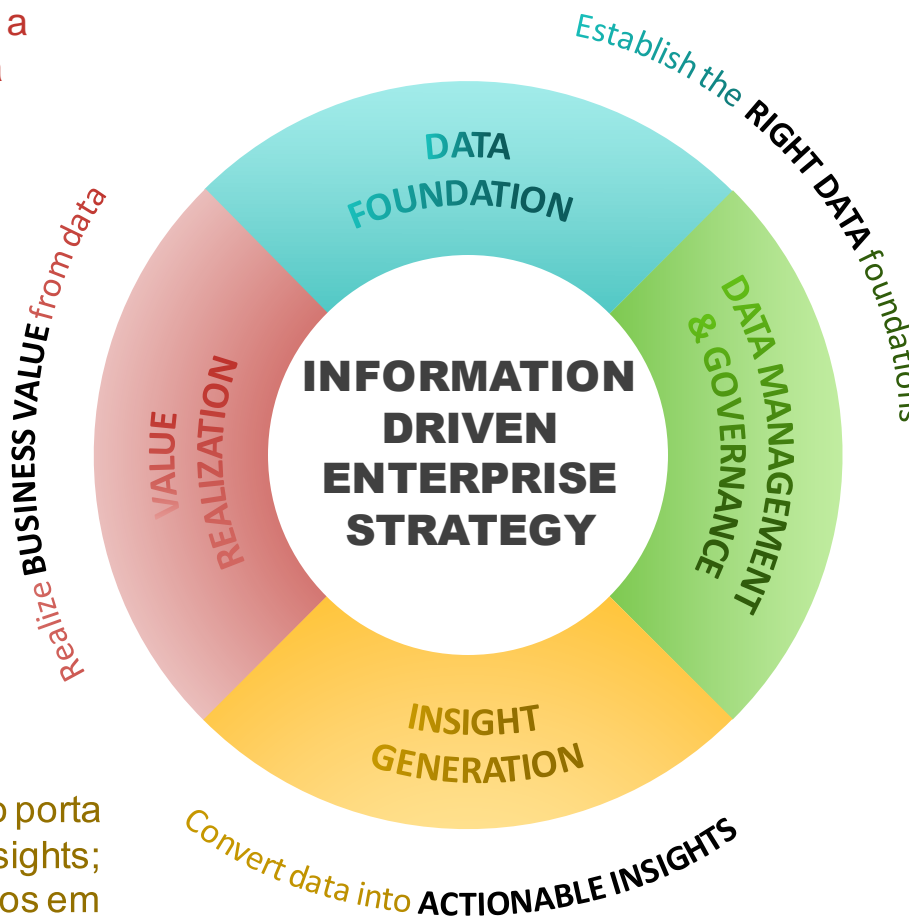 a
Establish the RIGHT DATA foundations
DATA
FOUNDATION
DATA MANAGEMENT
& GOVERNANCE
Realize BUSINESS VALUE from data
VALUE
REALIZATION
INFORMATION
DRIVEN
ENTERPRISE
STRATEGY
INSIGHT
GENERATION
Convert data into ACTIONABLE INSIGHTS
porta
sights;
os em